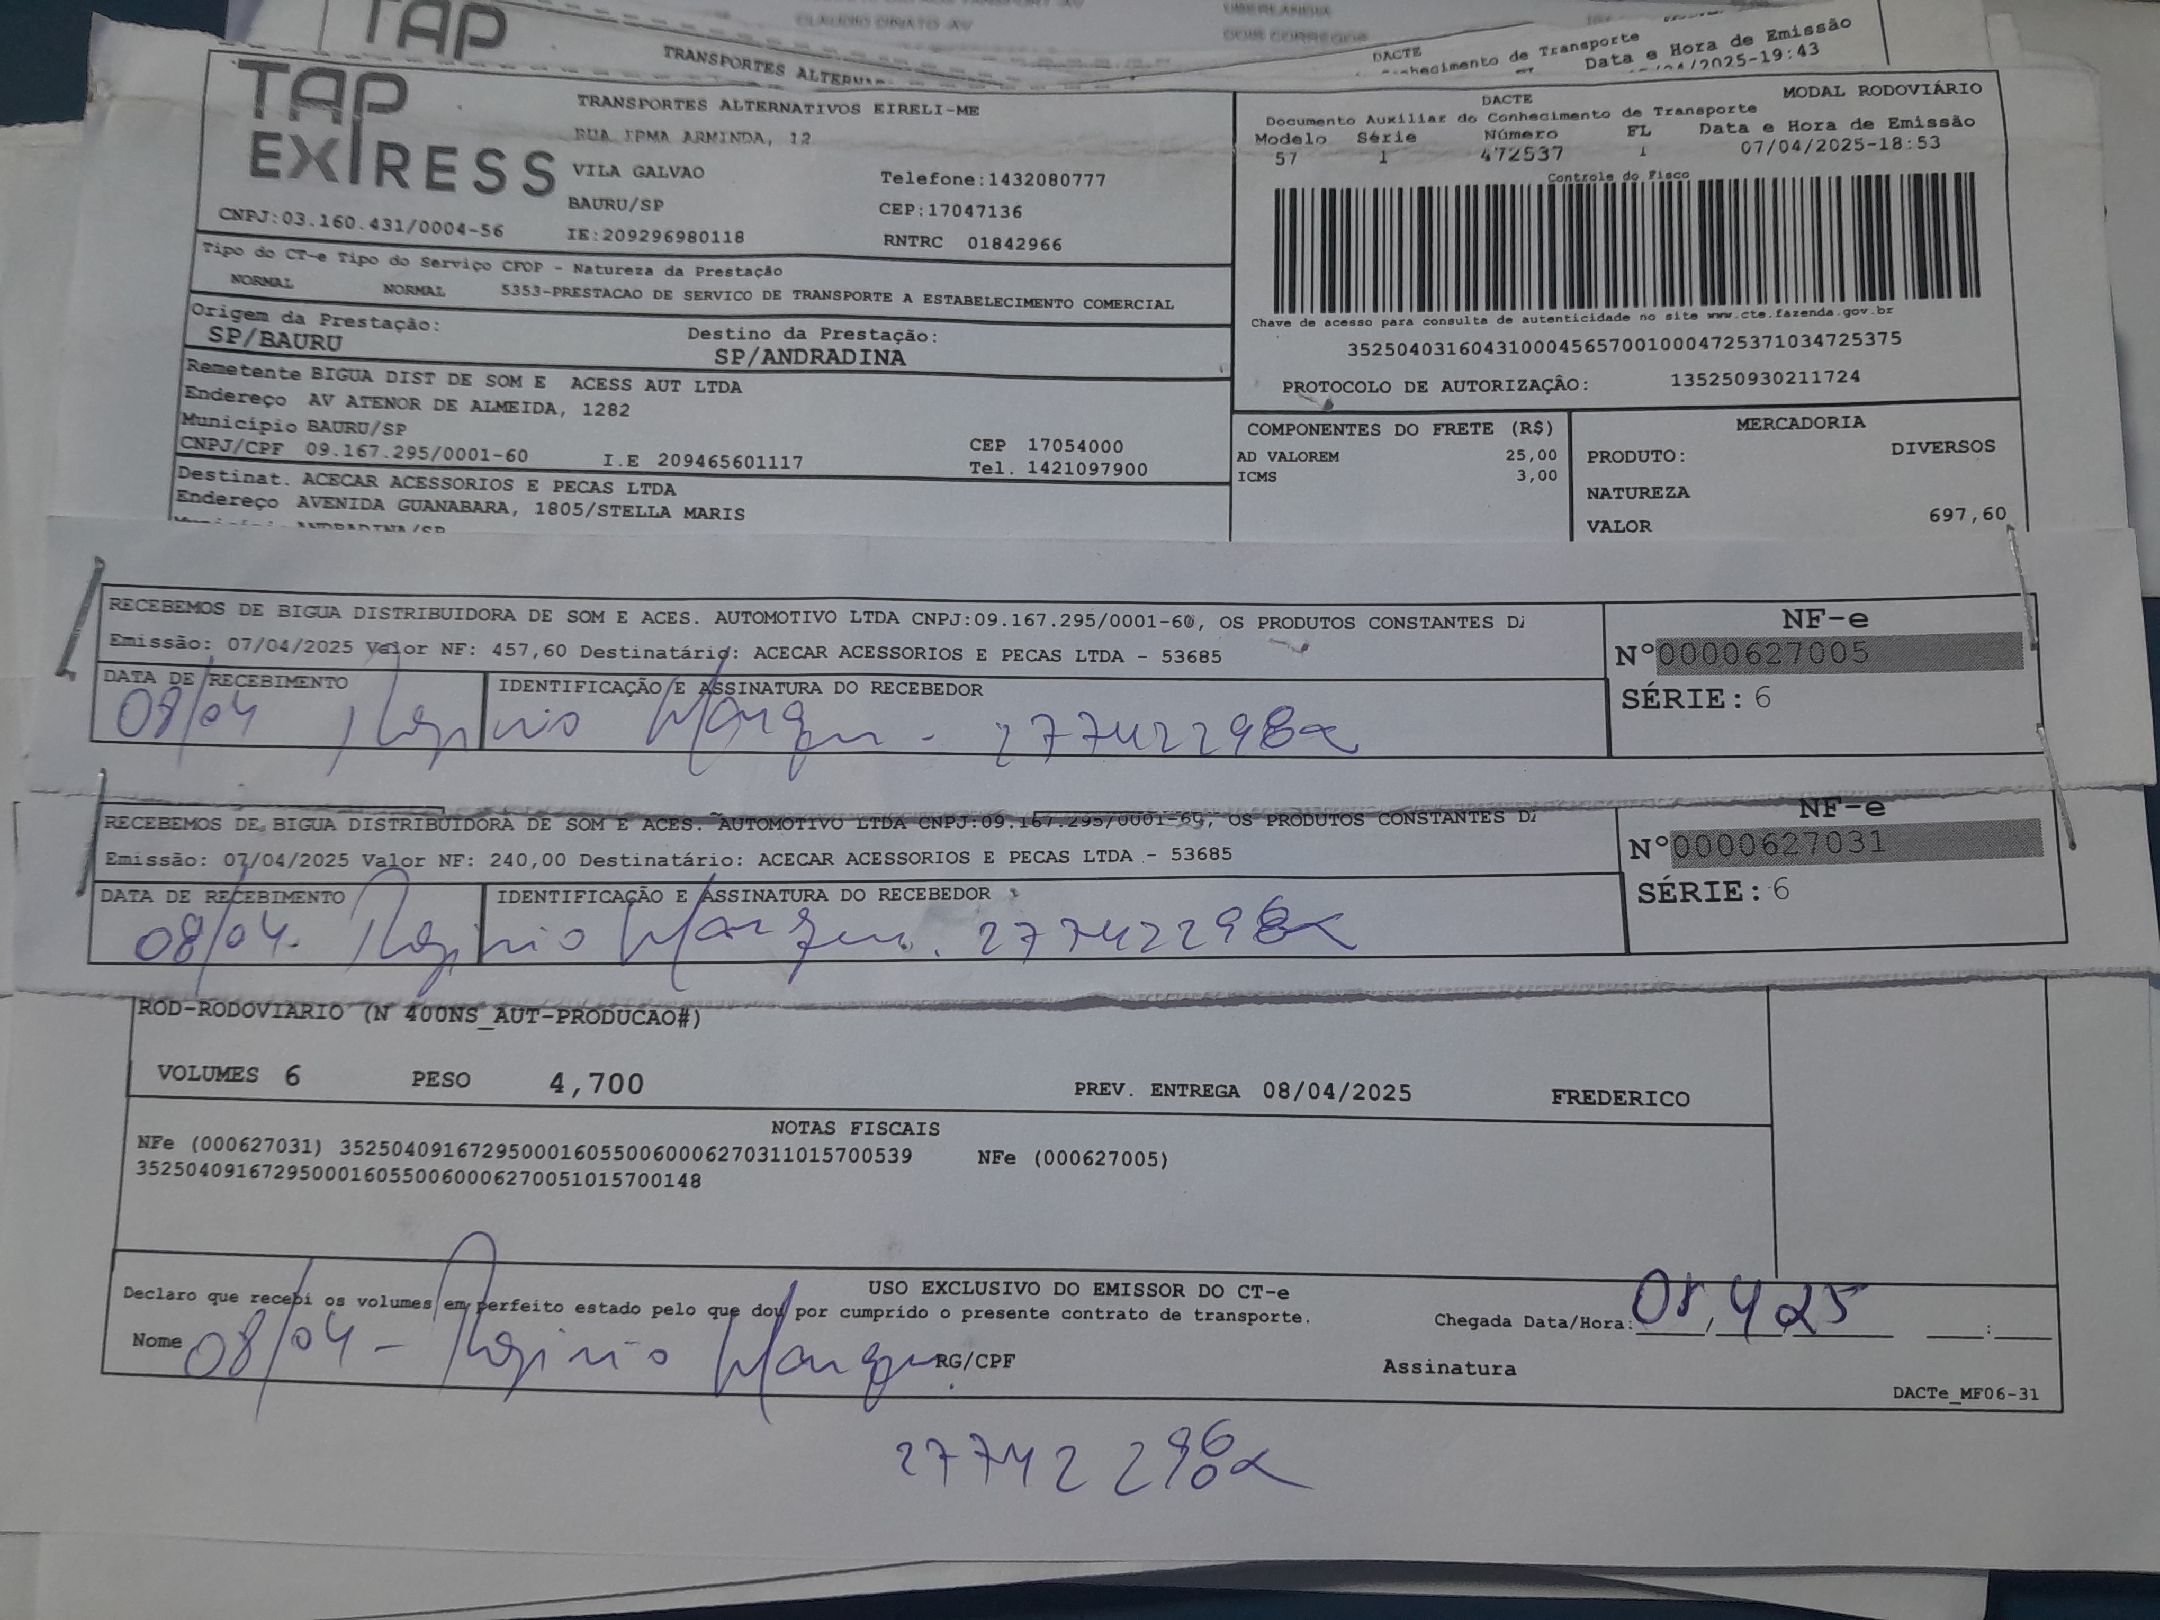 TAP
TRANSPORTES
DACTE
Conhecimento de Transporte
Data e Hora de Emissão
/2025-19:43
TAP
EXPRESS
CNPJ:03.160.431/0004-56
TRANSPORTES ALTERNATIVOS EIRELI-ME
RUA IRMA ARMINDA, 12
VILA GALVAO
BAURU/SP
IE:209296980118
Telefone:1432080777
CEP:17047136
RNTRC 01842966
DACTE
MODAL RODOVIÁRIO
Documento Auxiliar do Conhecimento de Transporte
Modelo Série Número FL Data e Hora de Emissão
57 1 472537 1 07/04/2025-18:53
Controle do Fisco
Chave de acesso para consulta de autenticidade no site www.cte.fazenda.gov.br
35250403160431000456570010004725371034725375
PROTOCOLO DE AUTORIZAÇÃO: 135250930211724
Tipo do CT-e Tipo do Serviço CFOP - Natureza da Prestação
NORMAL NORMAL 5353-PRESTACAO DE SERVICO DE TRANSPORTE A ESTABELECIMENTO COMERCIAL
Origem da Prestação: Destino da Prestação:
SP/BAURU SP/ANDRADINA
Remetente BIGUA DIST DE SOM E ACESS AUT LTDA
Endereço AV ATENOR DE ALMEIDA, 1282
Município BAURU/SP CEP 17054000
CNPJ/CPF 09.167.295/0001-60 I.E 209465601117 Tel. 1421097900
Destinat. ACECAR ACESSORIOS E PECAS LTDA
Endereço AVENIDA GUANABARA, 1805/STELLA MARIS
COMPONENTES DO FRETE (R$)
AD VALOREM 25,00
ICMS 3,00
MERCADORIA
PRODUTO: DIVERSOS
NATUREZA
VALOR 697,60
RECEBEMOS DE BIGUA DISTRIBUIDORA DE SOM E ACES. AUTOMOTIVO LTDA CNPJ:09.167.295/0001-60, OS PRODUTOS CONSTANTES
Emissão: 07/04/2025 Valor NF: 457,60 Destinatário: ACECAR ACESSORIOS E PECAS LTDA - 53685
DATA DE RECEBIMENTO IDENTIFICAÇÃO E ASSINATURA DO RECEBEDOR
08/04
NF-e
Nº0000627005
SÉRIE: 6
RECEBEMOS DE BIGUA DISTRIBUIDORA DE SOM E ACES. AUTOMOTIVO LTDA CNPJ:09.167.295/0001-60, OS PRODUTOS CONSTANTES
Emissão: 07/04/2025 Valor NF: 240,00 Destinatário: ACECAR ACESSORIOS E PECAS LTDA - 53685
DATA DE RECEBIMENTO IDENTIFICAÇÃO E ASSINATURA DO RECEBEDOR
08/04.
NF-e
Nº0000627031
SÉRIE: 6
ROD-RODOVIARIO (N 400NS_AUT-PRODUCAO#)
VOLUMES 6 PESO 4,700 PREV. ENTREGA 08/04/2025 FREDERICO
NOTAS FISCAIS
NFe (000627031) 35250409167295000160550060006270311015700539 NFe (000627005)
35250409167295000160550060006270051015700148
USO EXCLUSIVO DO EMISSOR DO CT-e
Declaro que recebi os volumes em perfeito estado pelo que dou por cumprido o presente contrato de transporte.
Chegada Data/Hora: 08,4 25
Nome 08/04 - RG/CPF Assinatura
DACTe_MF06-31